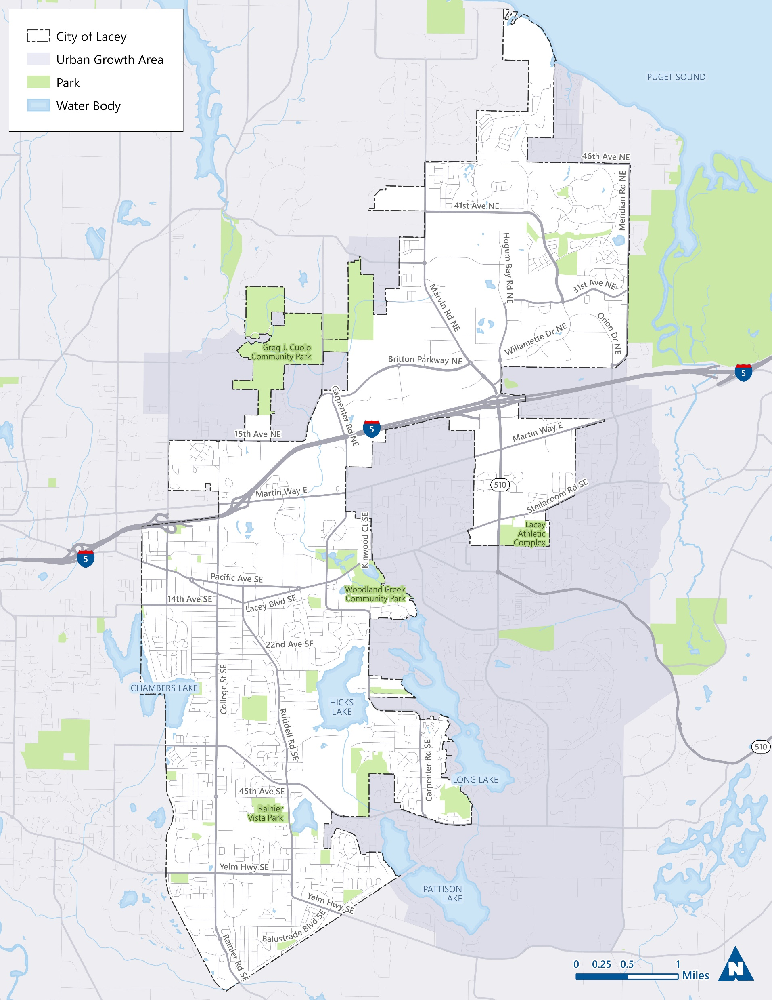 City of Lacey
Urban Growth Area
Park
Water Body
PUGET SOUND
46th Ave NE
Meridian Rd NE
41st Ave NE
Hogum Bay Rd NE
31st Ave NE
Marvin Rd NE
Orion Dr NE
Willamette Dr NE
Greg J. Cuoio
Community Park
Britton Parkway NE
5
Carpenter Rd NE
5
Martin Way E
15th Ave NE
510
Martin Way E
Steilacoom Rd SE
Lacey
Athletic
Complex
Kinwood Ct SE
5
Pacific Ave SE
Woodland Creek
Community Park
14th Ave SE
Lacey Blvd SE
22nd Ave SE
College St SE
CHAMBERS LAKE
HICKS
LAKE
Ruddell Rd SE
Carpenter Rd SE
510
LONG LAKE
45th Ave SE
Rainier
Vista Park
Yelm Hwy SE
PATTISON
LAKE
Yelm Hwy SE
Balustrade Blvd SE
Rainier Rd SE
0 0.25 0.5 1
Miles
N